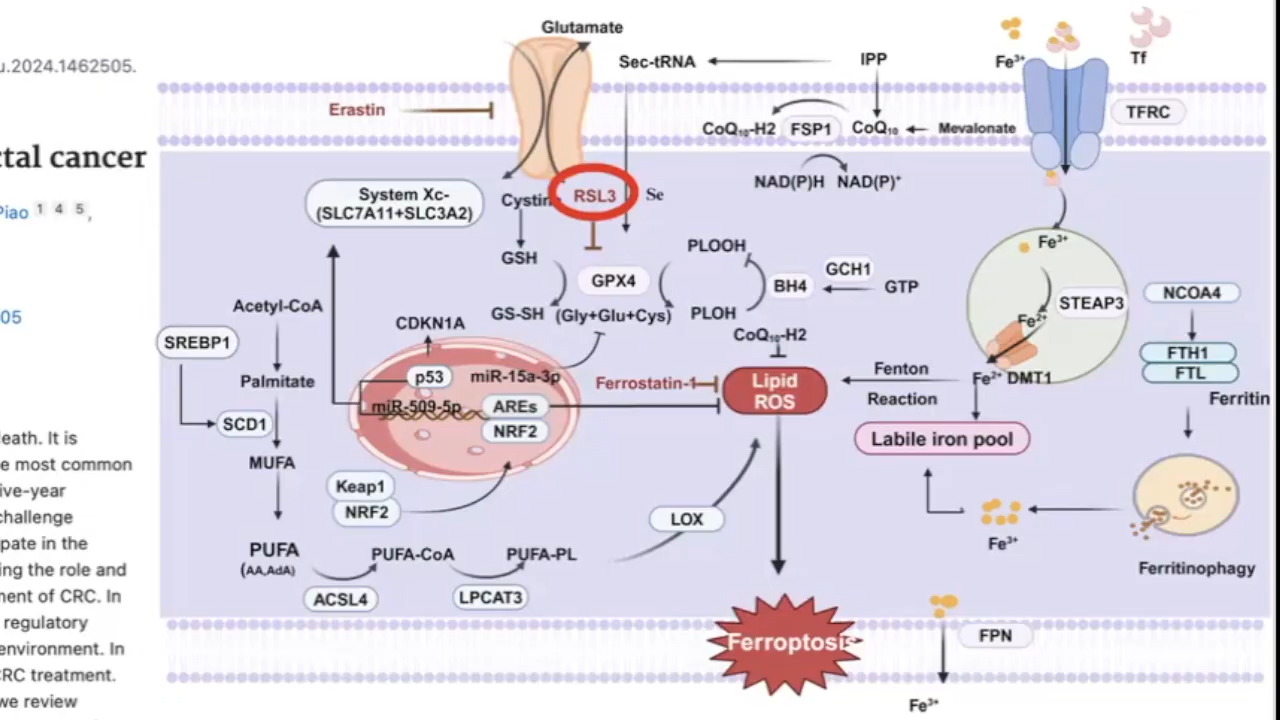 u.2024.1462505.
ctal cancer
Piao 1 4 5,
05
death. It is
e most common
ive-year
challenge
pate in the
ing the role and
ment of CRC. In
regulatory
environment. In
CRC treatment.
we review
Glutamate
Sec-tRNA
IPP
Fe³⁺
Tf
Erastin
CoQ₁₀-H2
FSP1
CoQ₁₀
Mevalonate
TFRC
NAD(P)H
NAD(P)⁺
System Xc-
(SLC7A11+SLC3A2)
Cystine
RSL3
Se
GSH
GPX4
PLOOH
GS-SH
(Gly+Glu+Cys)
PLOH
BH4
GCH1
GTP
CoQ₁₀-H2
Fe³⁺
STEAP3
Fe²⁺
Fe²⁺ DMT1
NCOA4
FTH1
FTL
Ferritin
Acetyl-CoA
SREBP1
Palmitate
SCD1
MUFA
PUFA
(AA,AdA)
CDKN1A
p53
miR-15a-3p
miR-509-5p
AREs
NRF2
Keap1
NRF2
Ferrostatin-1
Lipid
ROS
Fenton
Reaction
Labile iron pool
LOX
PUFA-CoA
PUFA-PL
ACSL4
LPCAT3
Fe³⁺
Ferritinophagy
Ferroptosis
FPN
Fe³⁺